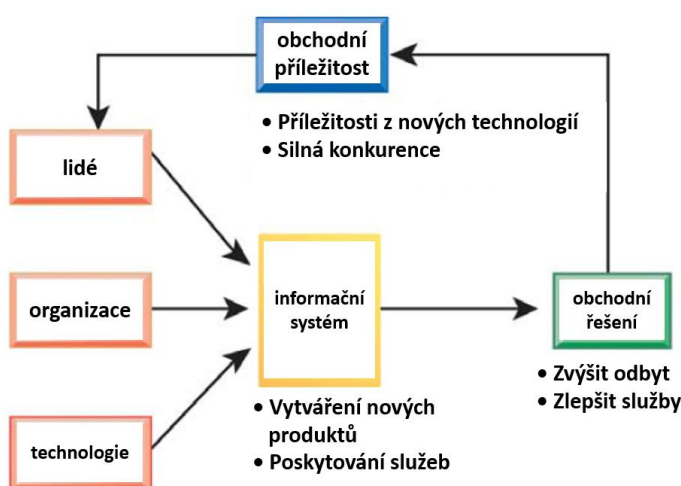 obchodní
příležitost
• Příležitosti z nových technologií
• Silná konkurence
lidé
organizace
technologie
informační
systém
• Vytváření nových
produktů
• Poskytování služeb
obchodní
řešení
• Zvýšit odbyt
• Zlepšit služby